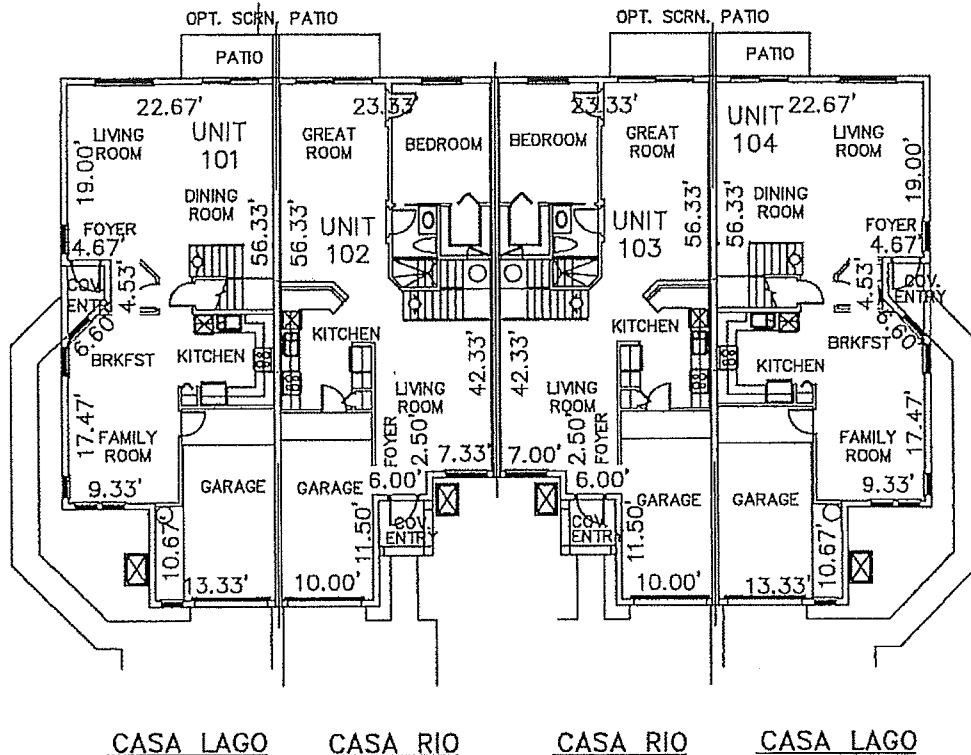 OPT. SCRN. PATIO
OPT. SCRN. PATIO
PATIO
PATIO
22.67'
23.33'
23.33'
22.67'
LIVING
ROOM
UNIT
101
GREAT
ROOM
BEDROOM
BEDROOM
GREAT
ROOM
UNIT
104
LIVING
ROOM
19.00'
19.00'
DINING
ROOM
56.33'
56.33'
UNIT
102
UNIT
103
56.33'
56.33'
DINING
ROOM
FOYER
4.67'
FOYER
4.67'
COV.
ENTRY
4.53'
4.53'
COV.
ENTRY
6.60'
6.60'
BRKFST
KITCHEN
KITCHEN
KITCHEN
KITCHEN
BRKFST
42.33'
42.33'
LIVING
ROOM
LIVING
ROOM
17.47'
FAMILY
ROOM
FOYER
2.50'
2.50'
FOYER
FAMILY
ROOM
17.47'
7.33'
7.00'
9.33'
GARAGE
GARAGE
6.00'
6.00'
GARAGE
GARAGE
9.33'
10.67'
11.50'
COV.
ENTRY
COV.
ENTRY
11.50'
10.67'
13.33'
10.00'
10.00'
13.33'
CASA LAGO
CASA RIO
CASA RIO
CASA LAGO